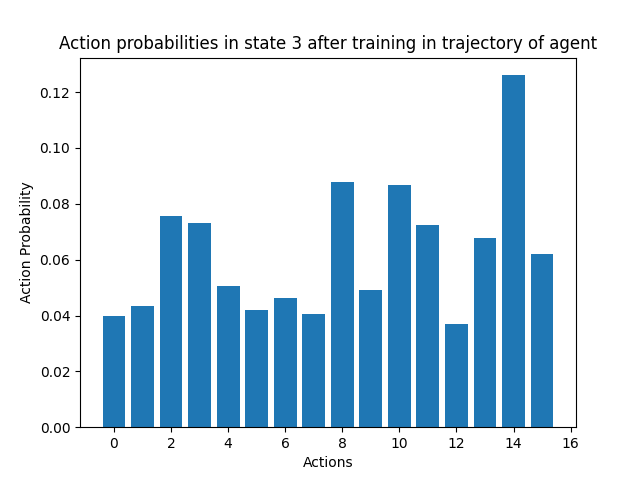 Action probabilities in state 3 after training in trajectory of agent
0.12
0.10
0.08
0.06
0.04
0.02
0.00
Action Probability
0 2 4 6 8 10 12 14 16
Actions